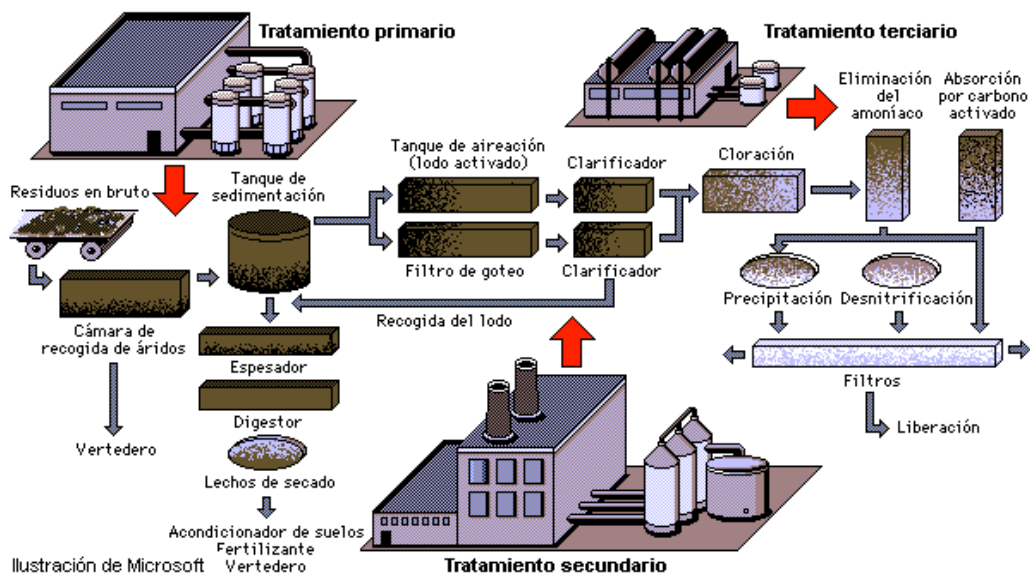 Tratamiento primario
Tratamiento terciario
Eliminación
del
amoníaco
Absorción
por carbono
activado
Residuos en bruto
Tanque de
sedimentación
Tanque de aireación
(lodo activado)
Clarificador
Cloración
Filtro de goteo
Clarificador
Precipitación
Desnitrificación
Recogida del lodo
Cámara de
recogida de áridos
Espesador
Filtros
Digestor
Liberación
Vertedero
Lechos de secado
Acondicionador de suelos
Fertilizante
Vertedero
Ilustración de Microsoft
Tratamiento secundario